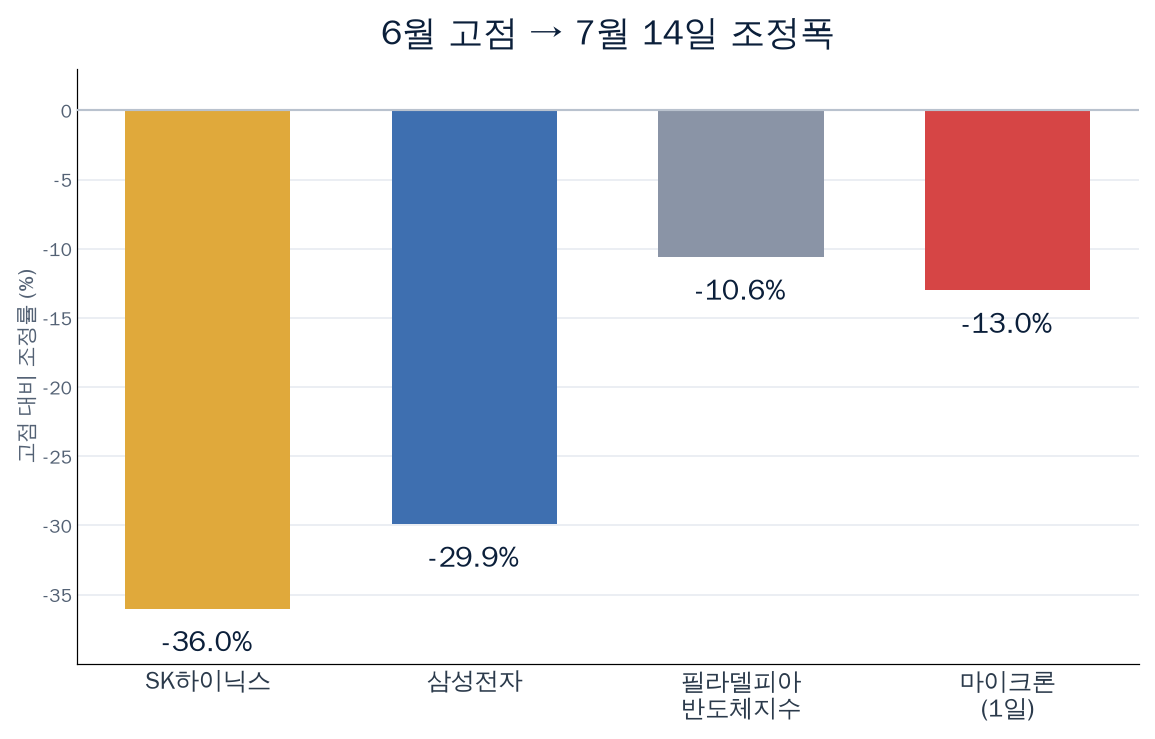 6월 고점 → 7월 14일 조정폭
고점 대비 조정률 (%)
0
-5
-10
-15
-20
-25
-30
-35
-36.0%
-29.9%
-10.6%
-13.0%
SK하이닉스
삼성전자
필라델피아
반도체지수
마이크론
(1일)